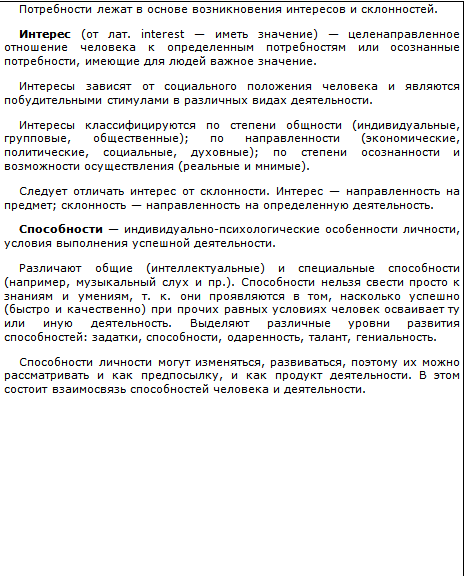 Потребности лежат в основе возникновения интересов и склонностей.
Интерес (от лат. interest — иметь значение) — целенаправленное
отношение человека к определенным потребностям или осознанные
потребности, имеющие для людей важное значение.
Интересы зависят от социального положения человека и являются
побудительными стимулами в различных видах деятельности.
Интересы классифицируются по степени общности (индивидуальные,
групповые, общественные); по направленности (экономические,
политические, социальные, духовные); по степени осознанности и
возможности осуществления (реальные и мнимые).
Следует отличать интерес от склонности. Интерес — направленность на
предмет; склонность — направленность на определенную деятельность.
Способности — индивидуально-психологические особенности личности,
условия выполнения успешной деятельности.
Различают общие (интеллектуальные) и специальные способности
(например, музыкальный слух и пр.). Способности нельзя свести просто к
знаниям и умениям, т. к. они проявляются в том, насколько успешно
(быстро и качественно) при прочих равных условиях человек осваивает ту
или иную деятельность. Выделяют различные уровни развития
способностей: задатки, способности, одаренность, талант, гениальность.
Способности личности могут изменяться, развиваться, поэтому их можно
рассматривать и как предпосылку, и как продукт деятельности. В этом
состоит взаимосвязь способностей человека и деятельности.